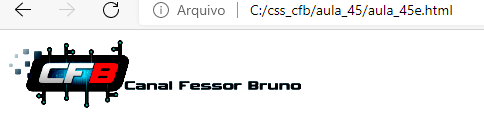 Arquivo | C:/css_cfb/aula_45/aula_45e.html
CFB
Canal Fessor Bruno